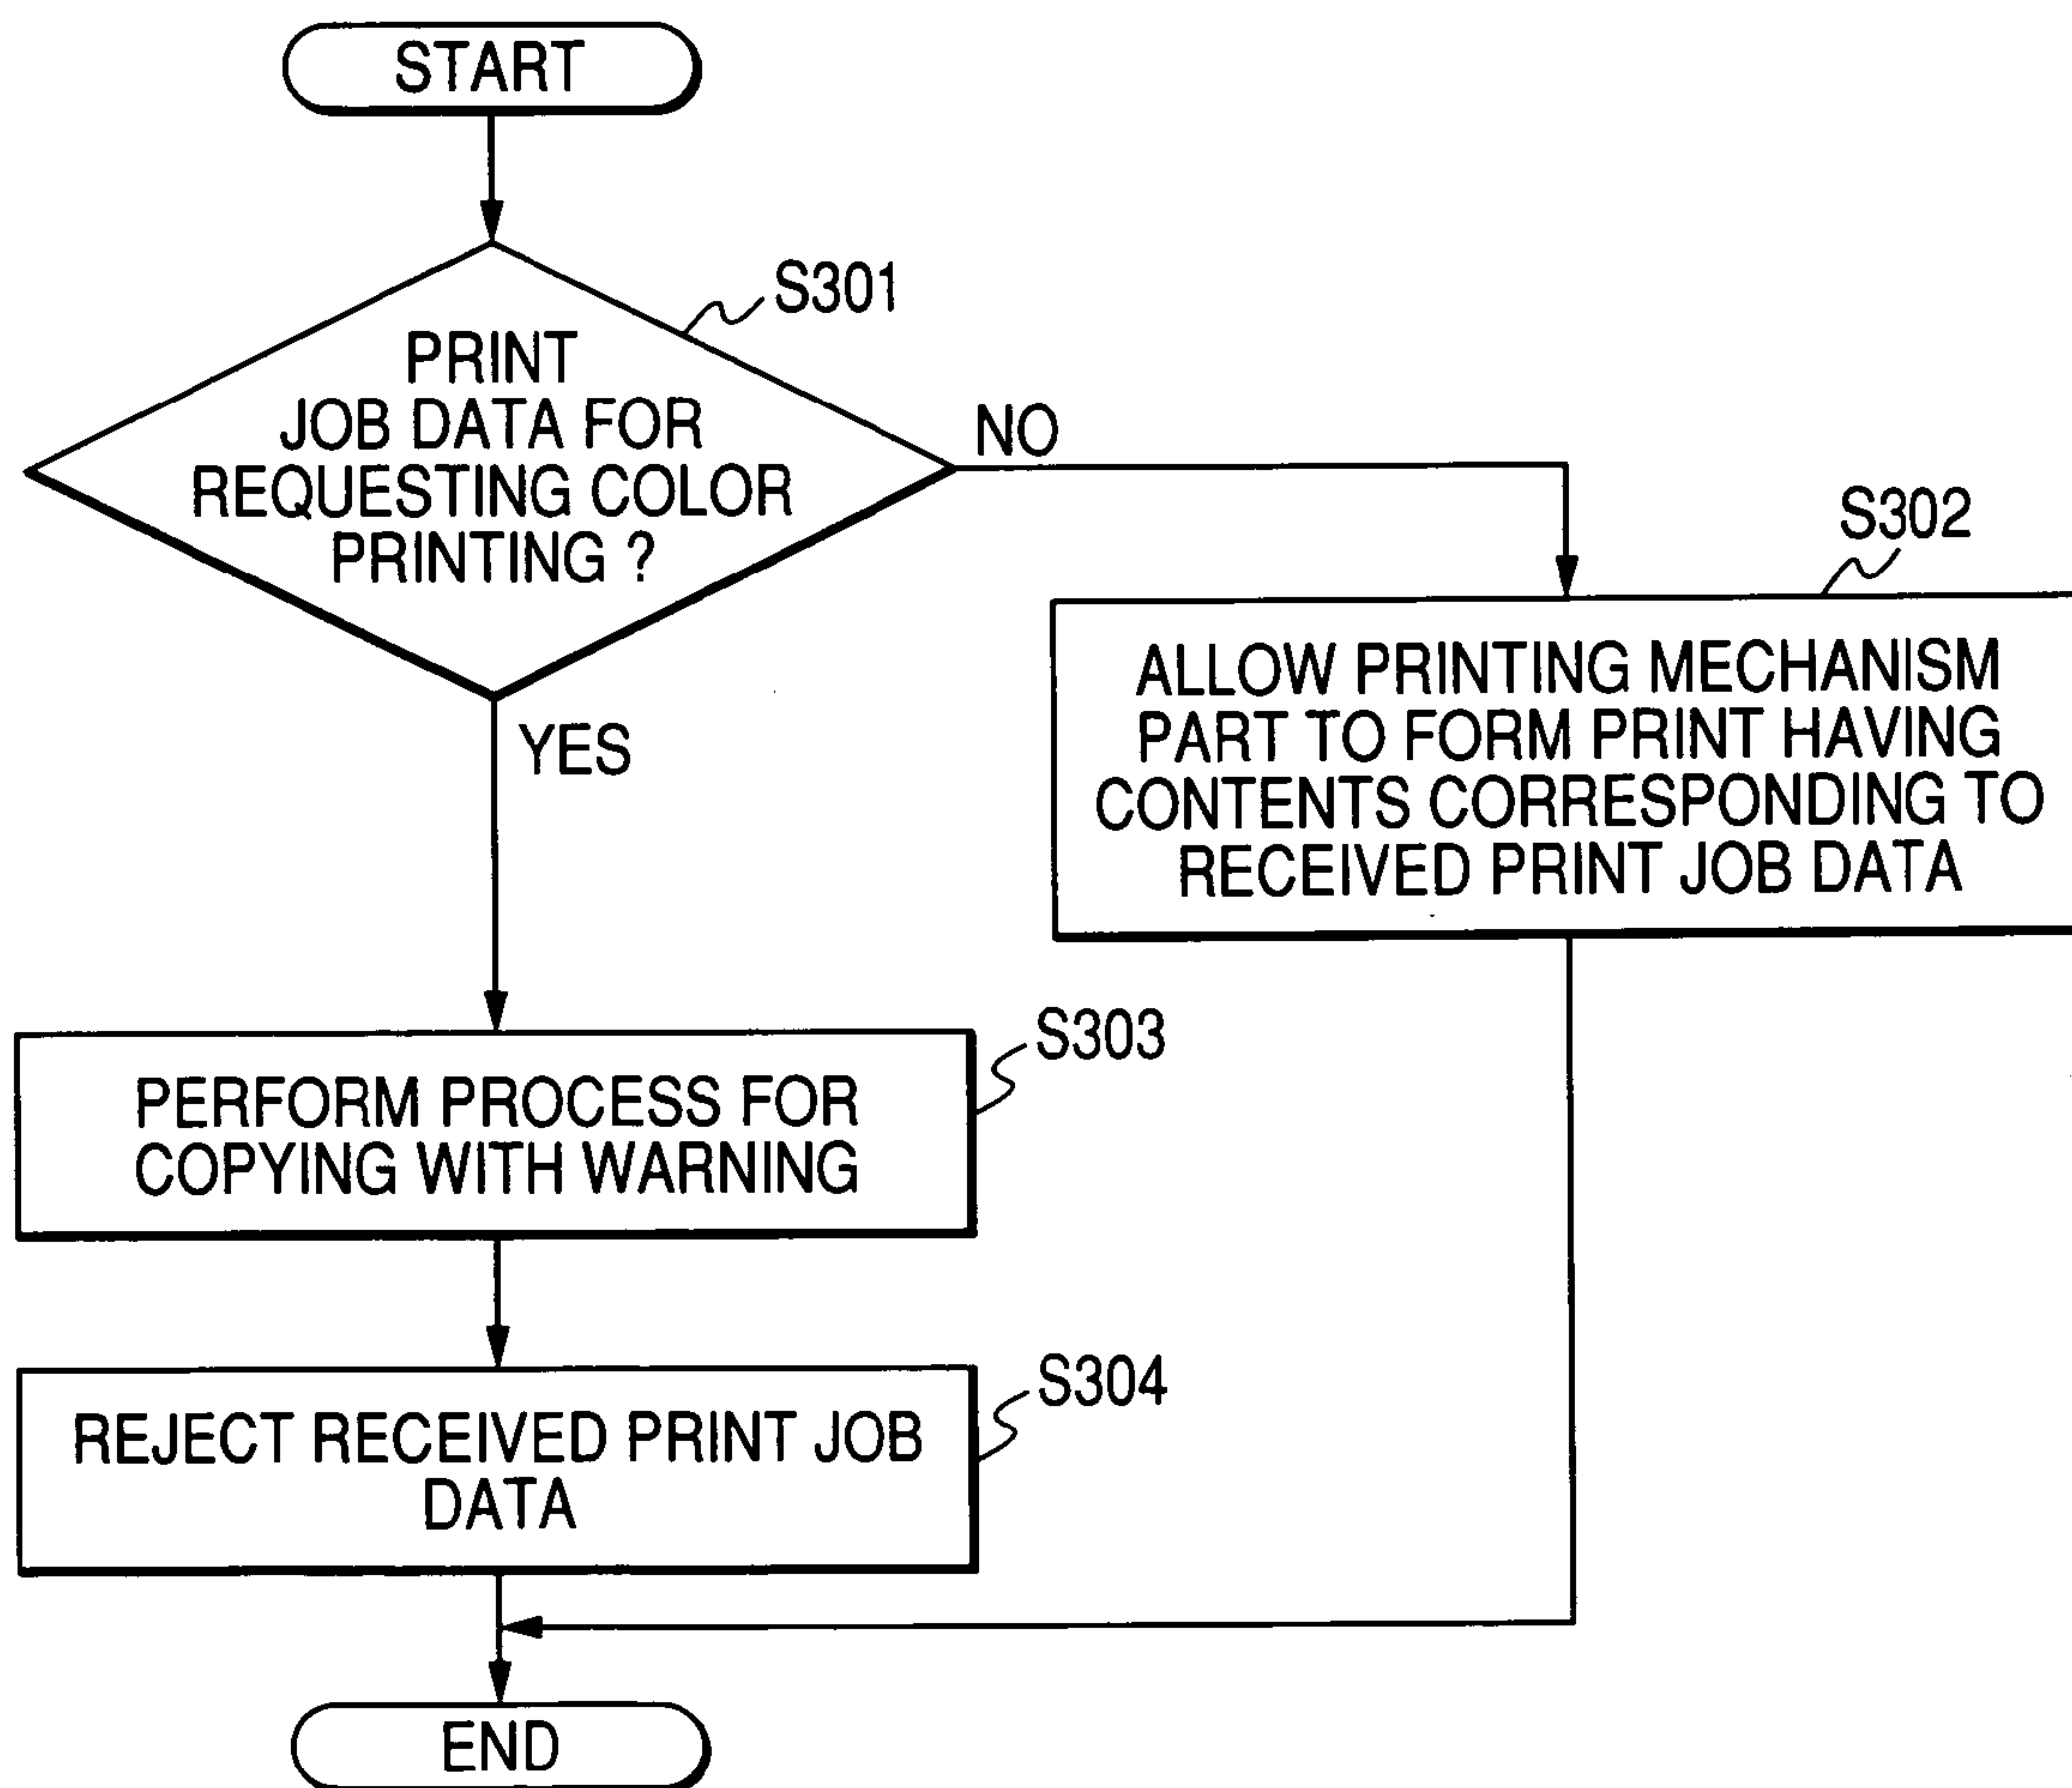 START
S301
PRINT
JOB DATA FOR
REQUESTING COLOR
PRINTING ?
NO
YES
S302
ALLOW PRINTING MECHANISM
PART TO FORM PRINT HAVING
CONTENTS CORRESPONDING TO
RECEIVED PRINT JOB DATA
S303
PERFORM PROCESS FOR
COPYING WITH WARNING
S304
REJECT RECEIVED PRINT JOB
DATA
END